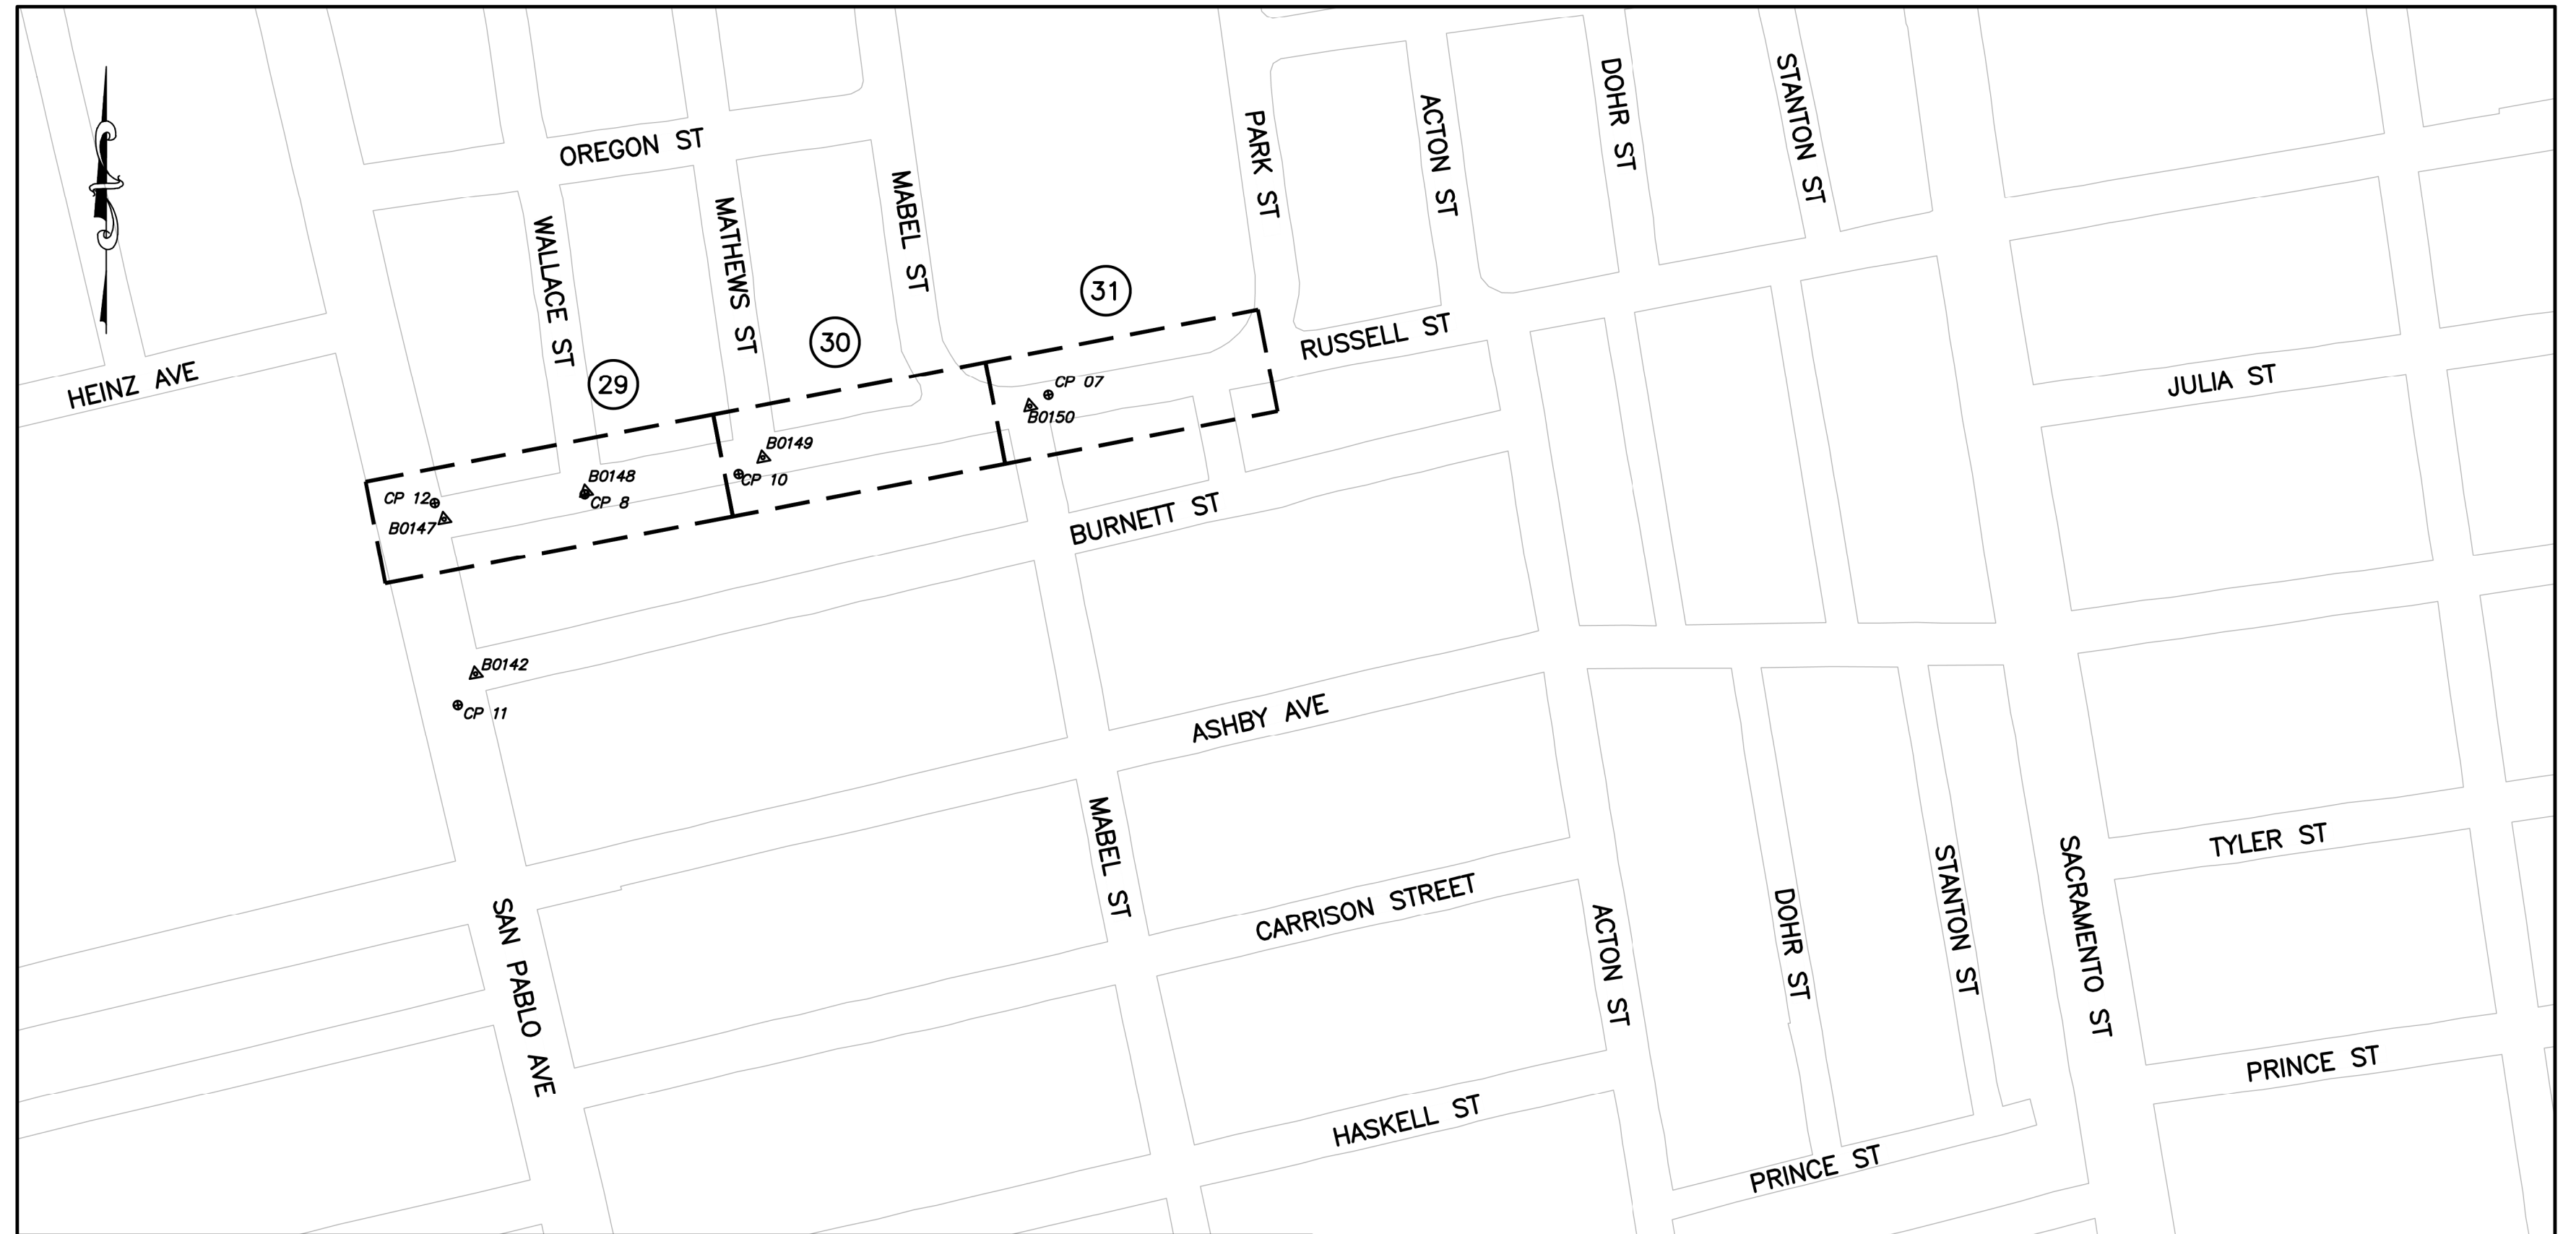 STANTON ST
DOHR ST
ACTON ST
PARK ST
OREGON ST
MABEL ST
MATHEWS ST
WALLACE ST
31
30
29
RUSSELL ST
HEINZ AVE
JULIA ST
CP 07
B0150
B0149
CP 10
B0148
CP 8
CP 12
B0147
BURNETT ST
B0142
CP 11
ASHBY AVE
MABEL ST
TYLER ST
SACRAMENTO ST
STANTON ST
DOHR ST
ACTON ST
CARRISON STREET
SAN PABLO AVE
PRINCE ST
HASKELL ST
PRINCE ST